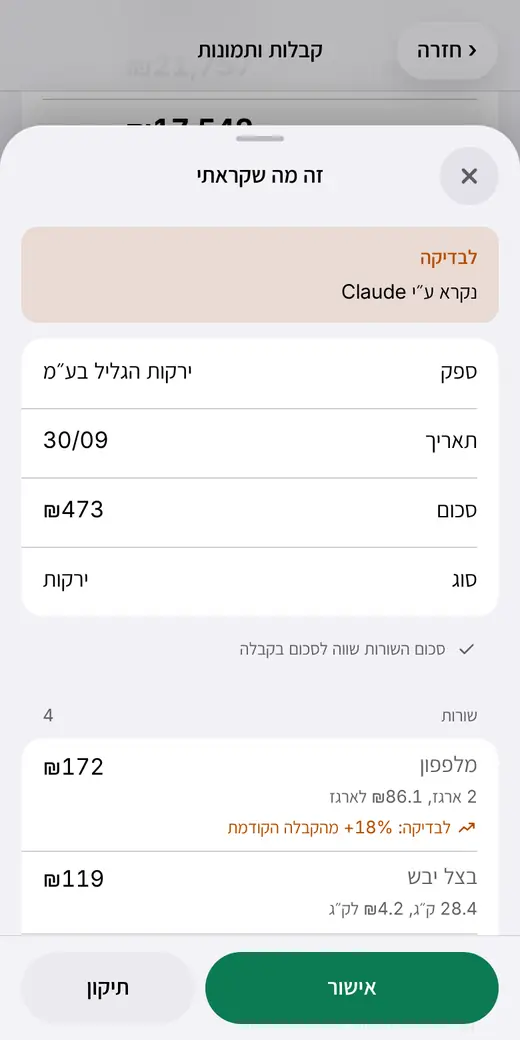 ‹ חזרה
קבלות ותמונות
זה מה שקראתי
לבדיקה
נקרא ע״י Claude
ספק ירקות הגליל בע״מ
תאריך 30/09
סכום ₪473
סוג ירקות
✓ סכום השורות שווה לסכום בקבלה
שורות 4
מלפפון ₪172
2 ארגז, ₪86.1 לארגז
לבדיקה: +18% מהקבלה הקודמת
בצל יבש ₪119
28.4 ק״ג, ₪4.2 לק״ג
אישור
תיקון